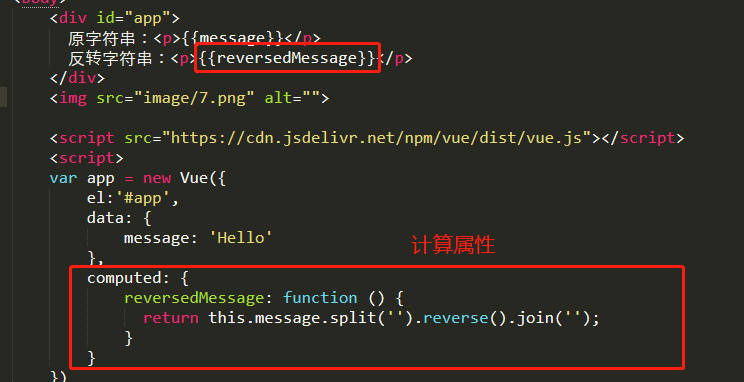 <body>
<div id="app">
原字符串：<p>{{message}}</p>
反转字符串：<p>{{reversedMessage}}</p>
</div>
<img src="image/7.png" alt="">
<script src="https://cdn.jsdelivr.net/npm/vue/dist/vue.js"></script>
<script>
var app = new Vue({
el:'#app',
data: {
message: 'Hello'
计算属性
},
computed: {
reversedMessage: function () {
return this.message.split('').reverse().join('');
}
}
})